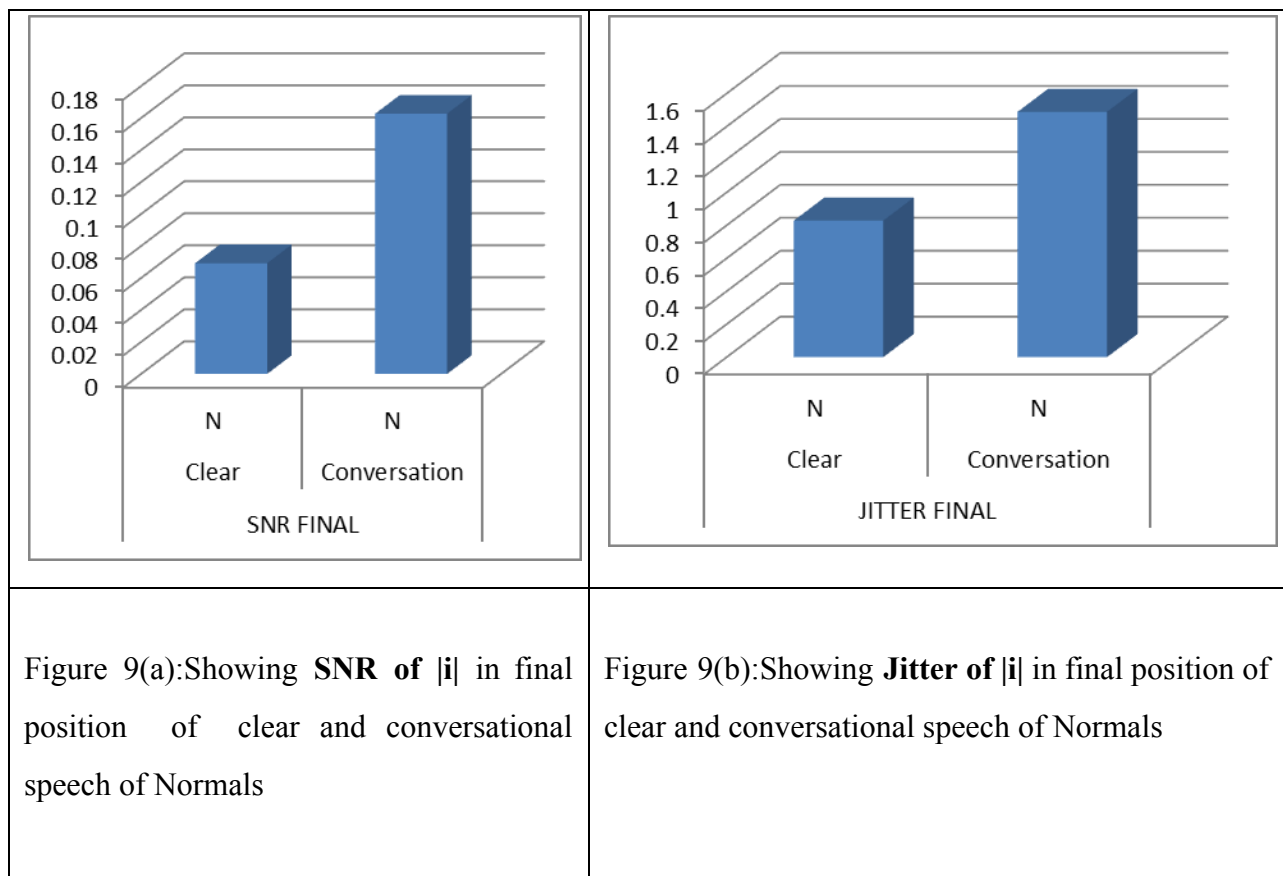 0.18
0.16
0.14
0.12
0.1
0.08
0.06
0.04
0.02
0
N N
Clear Conversation
SNR FINAL
1.6
1.4
1.2
1
0.8
0.6
0.4
0.2
0
N N
Clear Conversation
JITTER FINAL
Figure 9(a):Showing SNR of |i| in final
position of clear and conversational
speech of Normals
Figure 9(b):Showing Jitter of |i| in final position of
clear and conversational speech of Normals